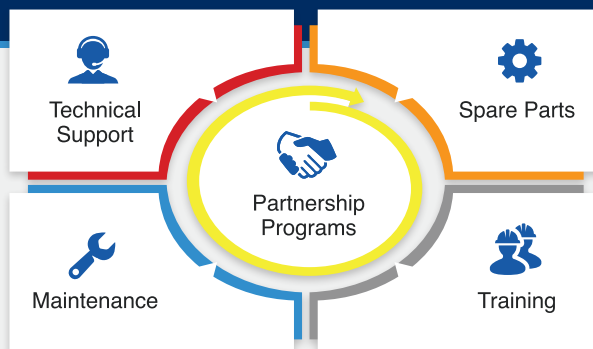 Technical
Support
Spare Parts
Partnership
Programs
Maintenance
Training